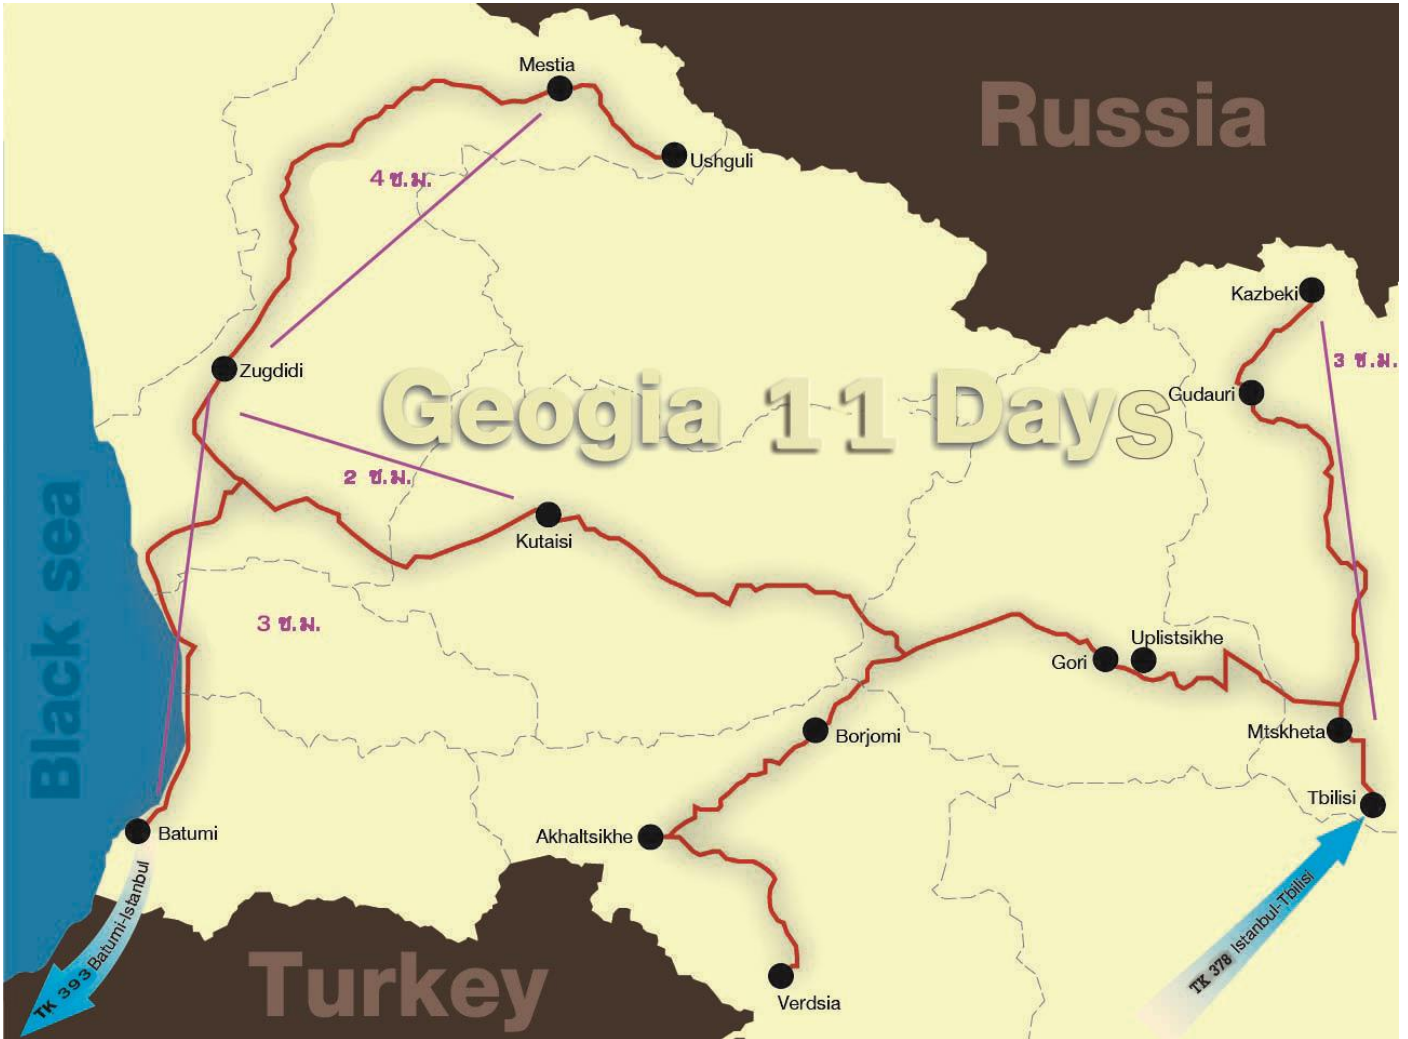 Mestia
Russia
Ushguli
4 ช.ม.
Kazbeki
3 ช.ม.
Zugdidi
Gudauri
Geogia 11 Days
2 ช.ม.
Kutaisi
Black sea
3 ช.ม.
Uplistsikhe
Gori
Borjomi
Mtskheta
Tbilisi
Batumi
Akhaltsikhe
TK 393 Batumi-Istanbul
TK 378 Istanbul-Tbilisi
Turkey
Verdsia